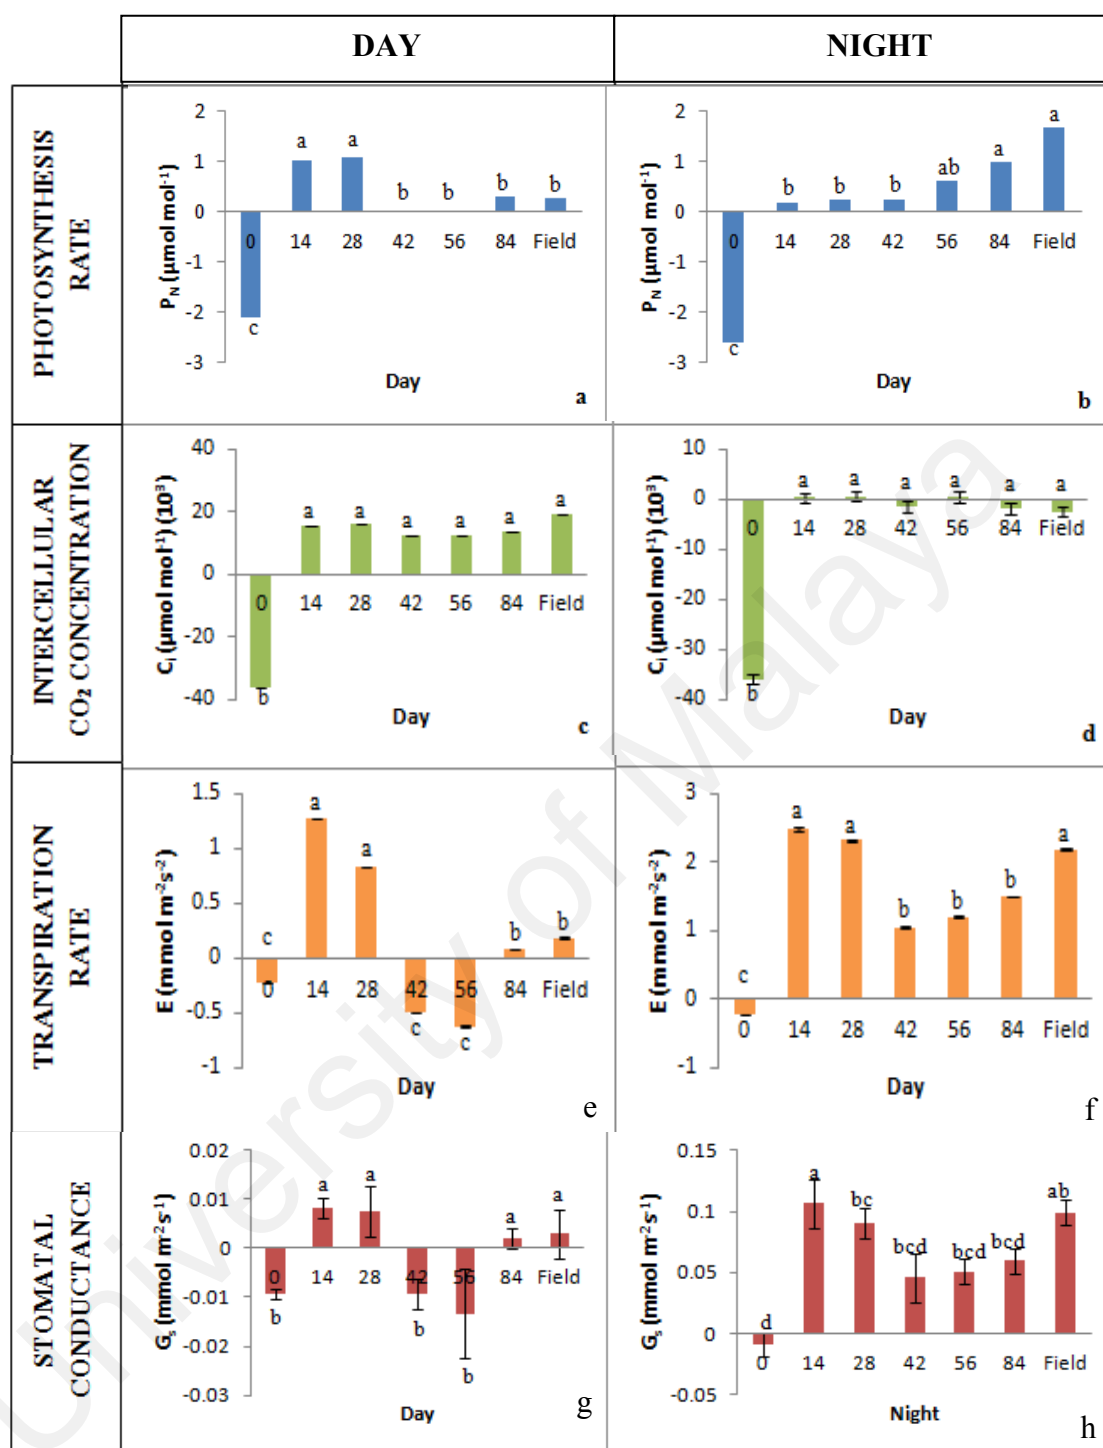 DAY
NIGHT
PHOTOSYNTHESIS
RATE
2
1
0
-1
-2
-3
P_N (µmol mol⁻¹)
a
a
b
b
b
b
0
14
28
42
56
84
Field
c
Day
a
2
1
0
-1
-2
-3
P_N (µmol mol⁻¹)
b
b
b
ab
a
a
0
14
28
42
56
84
Field
c
Day
b
INTERCELLULAR
CO₂ CONCENTRATION
40
20
0
-20
-40
C_i (µmol mol⁻¹) (10³)
a
a
a
a
a
a
0
14
28
42
56
84
Field
b
Day
c
10
0
-10
-20
-30
-40
C_i (µmol mol⁻¹) (10³)
a
a
a
a
a
a
0
14
28
42
56
84
Field
b
Day
d
TRANSPIRATION
RATE
1.5
1
0.5
0
-0.5
-1
E (mmol m⁻²s⁻²)
c
a
a
b
b
0
14
28
42
56
84
Field
c
c
Day
e
3
2
1
0
-1
E (mmol m⁻²s⁻²)
c
a
a
b
b
b
a
0
14
28
42
56
84
Field
Day
f
STOMATAL
CONDUCTANCE
0.02
0.01
0
-0.01
-0.02
-0.03
G_s (mmol m⁻²s⁻¹)
a
a
a
a
0
14
28
42
56
84
Field
b
b
b
Day
g
0.15
0.1
0.05
0
-0.05
G_s (mmol m⁻²s⁻¹)
d
a
bc
bcd
bcd
bcd
ab
0
14
28
42
56
84
Field
Night
h
University of Malaya